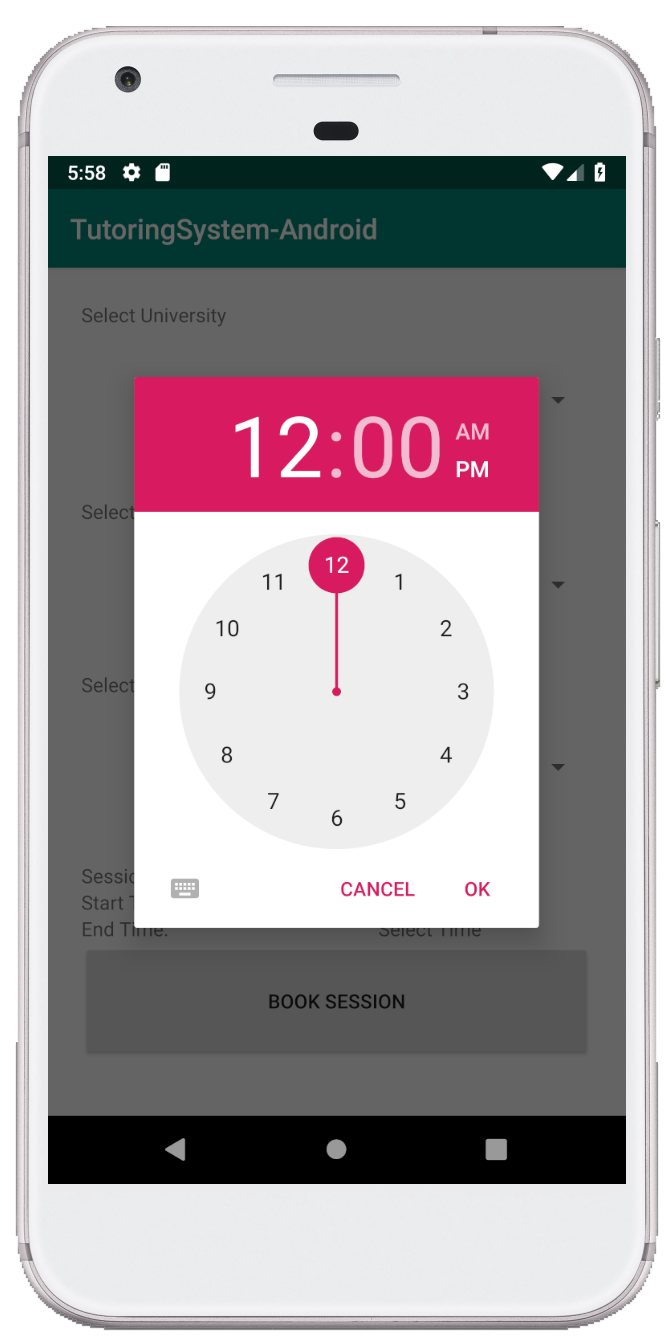 5:58
TutoringSystem-Android
Select University
12:00
AM
PM
Select
12
1
2
3
4
5
6
7
8
9
10
11
Select
CANCEL
OK
Start
End Time:
Select Time
BOOK SESSION